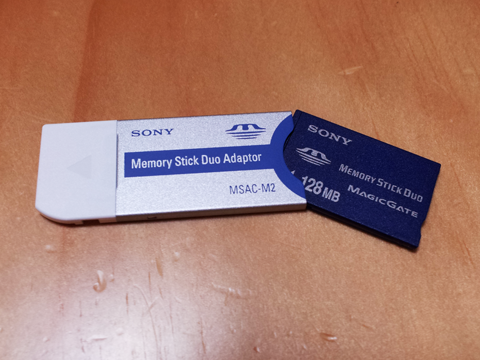 SONY
Memory Stick Duo Adaptor
MSAC-M2
SONY
MEMORY STICK DUO
128MB
MAGICGATE